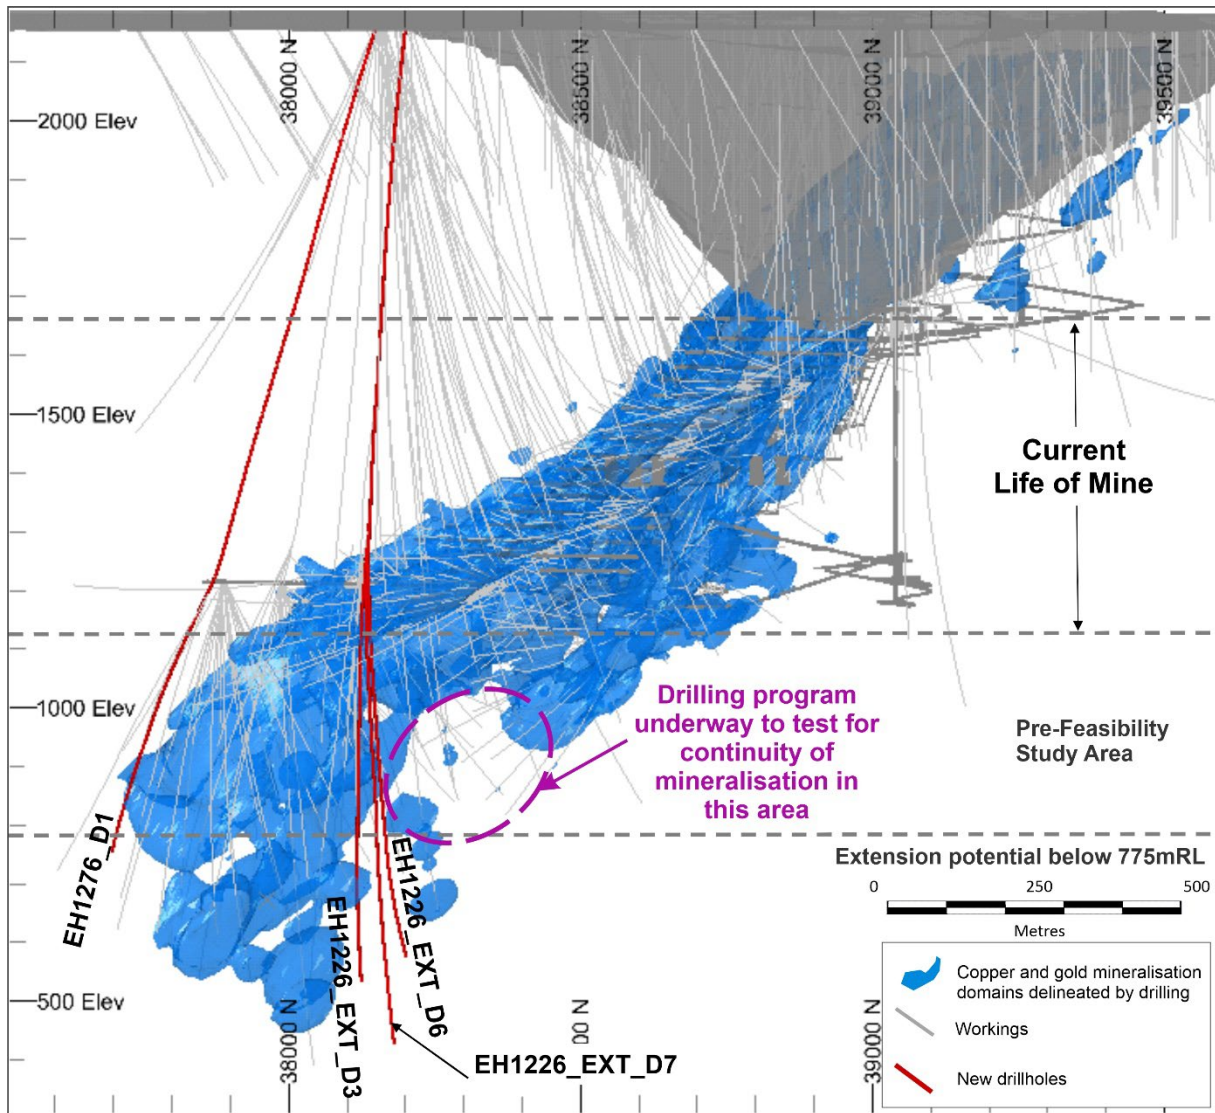 38000 N
38500 N
39000 N
39500 N
2000 Elev
1500 Elev
Current
Life of Mine
1000 Elev
Drilling program
underway to test for
continuity of
mineralisation in
this area
Pre-Feasibility
Study Area
EH1276_D1
EH1226_EXT_D3
EH1226_EXT_D6
EH1226_EXT_D7
Extension potential below 775mRL
0 250 500
Metres
Copper and gold mineralisation
domains delineated by drilling
Workings
New drillholes
500 Elev
38000 N
00 N
39000 N